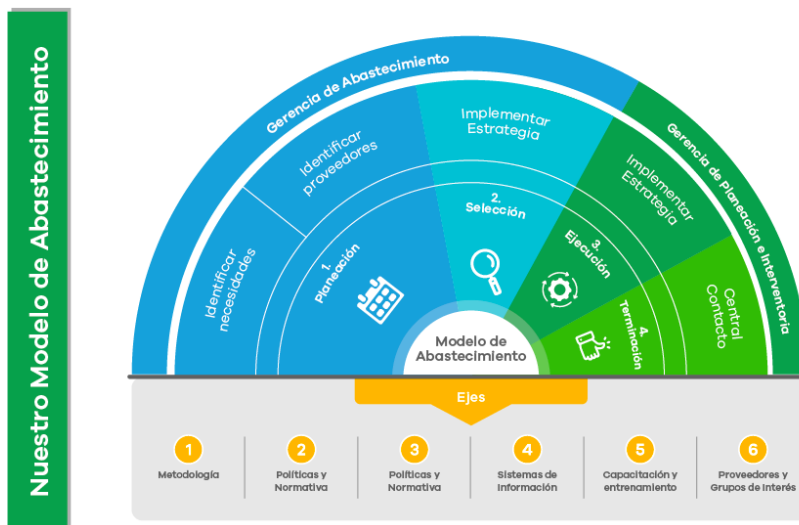 Nuestro Modelo de Abastecimiento
Gerencia de Abastecimiento
Gerencia de Planeación e Interventoria
Identificar
necesidades
Identificar
proveedores
Implementar
Estrategia
Implementar
Estrategia
Central
Contacto
1.
Planeación
2.
Selección
3.
Ejecución
4.
Terminación
Modelo de
Abastecimiento
Ejes
1
Metodología
2
Políticas y
Normativa
3
Políticas y
Normativa
4
Sistemas de
Información
5
Capacitación y
entrenamiento
6
Proveedores y
Grupos de Interés